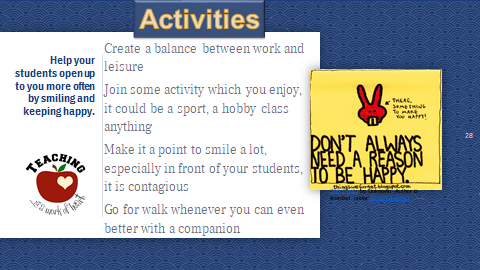 Activities
Help your
students open up
to you more often
by smiling and
keeping happy.
TEACHING
...is a work of heart
Create a balance between work and
leisure
Join some activity which you enjoy,
it could be a sport, a hobby class
anything
Make it a point to smile a lot,
especially in front of your students,
it is contagious
Go for walk whenever you can even
better with a companion
THERE,
SOMETHING
TO MAKE
YOU HAPPY!
DON'T ALWAYS
NEED A REASON
TO BE HAPPY.
thingsweforget.blogspot.com
28